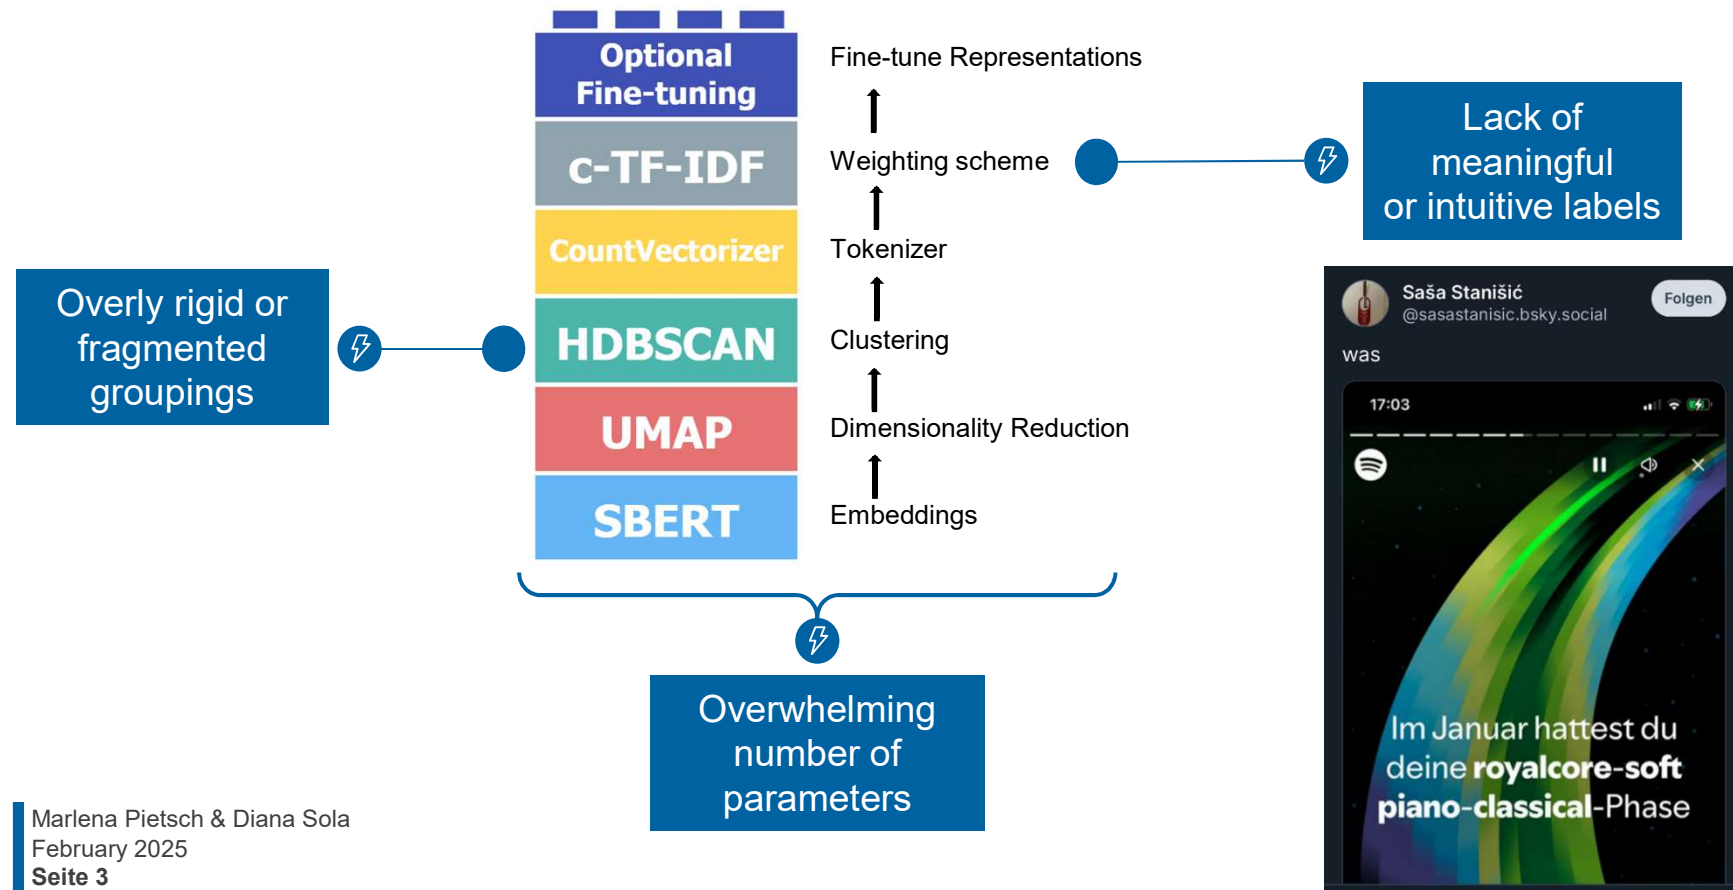 Optional
Fine-tuning
c-TF-IDF
CountVectorizer
HDBSCAN
UMAP
SBERT
Fine-tune Representations
Weighting scheme
Tokenizer
Clustering
Dimensionality Reduction
Embeddings
Overly rigid or
fragmented
groupings
Overwhelming
number of
parameters
Lack of
meaningful
or intuitive labels
Saša Stanišić
@sasastanisic.bsky.social
Folgen
was
17:03
Im Januar hattest du
deine royalcore-soft
piano-classical-Phase
Marlena Pietsch & Diana Sola
February 2025
Seite 3